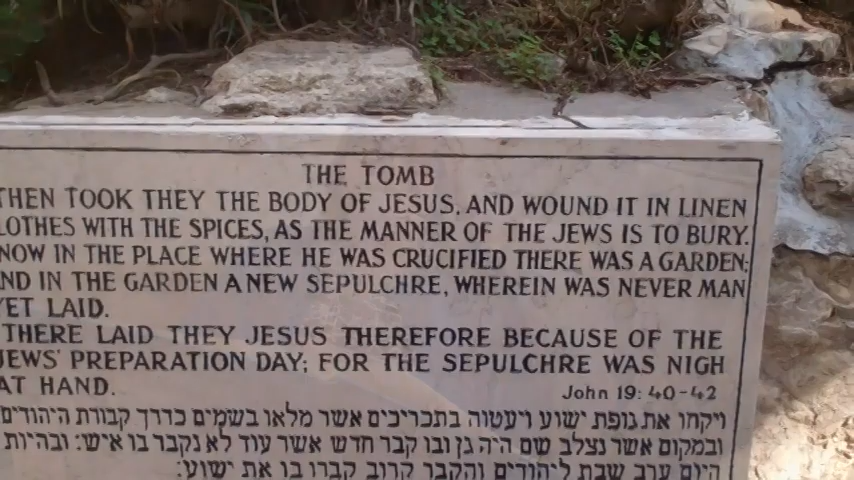 THE TOMB
THEN TOOK THEY THE BODY OF JESUS, AND WOUND IT IN LINEN
LOTHES WITH THE SPICES, AS THE MANNER OF THE JEWS IS TO BURY.
NOW IN THE PLACE WHERE HE WAS CRUCIFIED THERE WAS A GARDEN;
ND IN THE GARDEN A NEW SEPULCHRE, WHEREIN WAS NEVER MAN
YET LAID.
THERE LAID THEY JESUS THEREFORE BECAUSE OF THE
JEWS' PREPARATION DAY; FOR THE SEPULCHRE WAS NIGH
AT HAND.
John 19:40-42
ויקחו את גופת ישוע ויעטוה בתכריכים אשר מלאו בשמים כדרך קבורת היהודים
ובמקום אשר נצלב שם היה גן ובו קבר חדש אשר עוד לא נקבר בו איש: ובהיות
היום ערב שבת ליהודים והקבר קרוב קברו בו את ישוע: